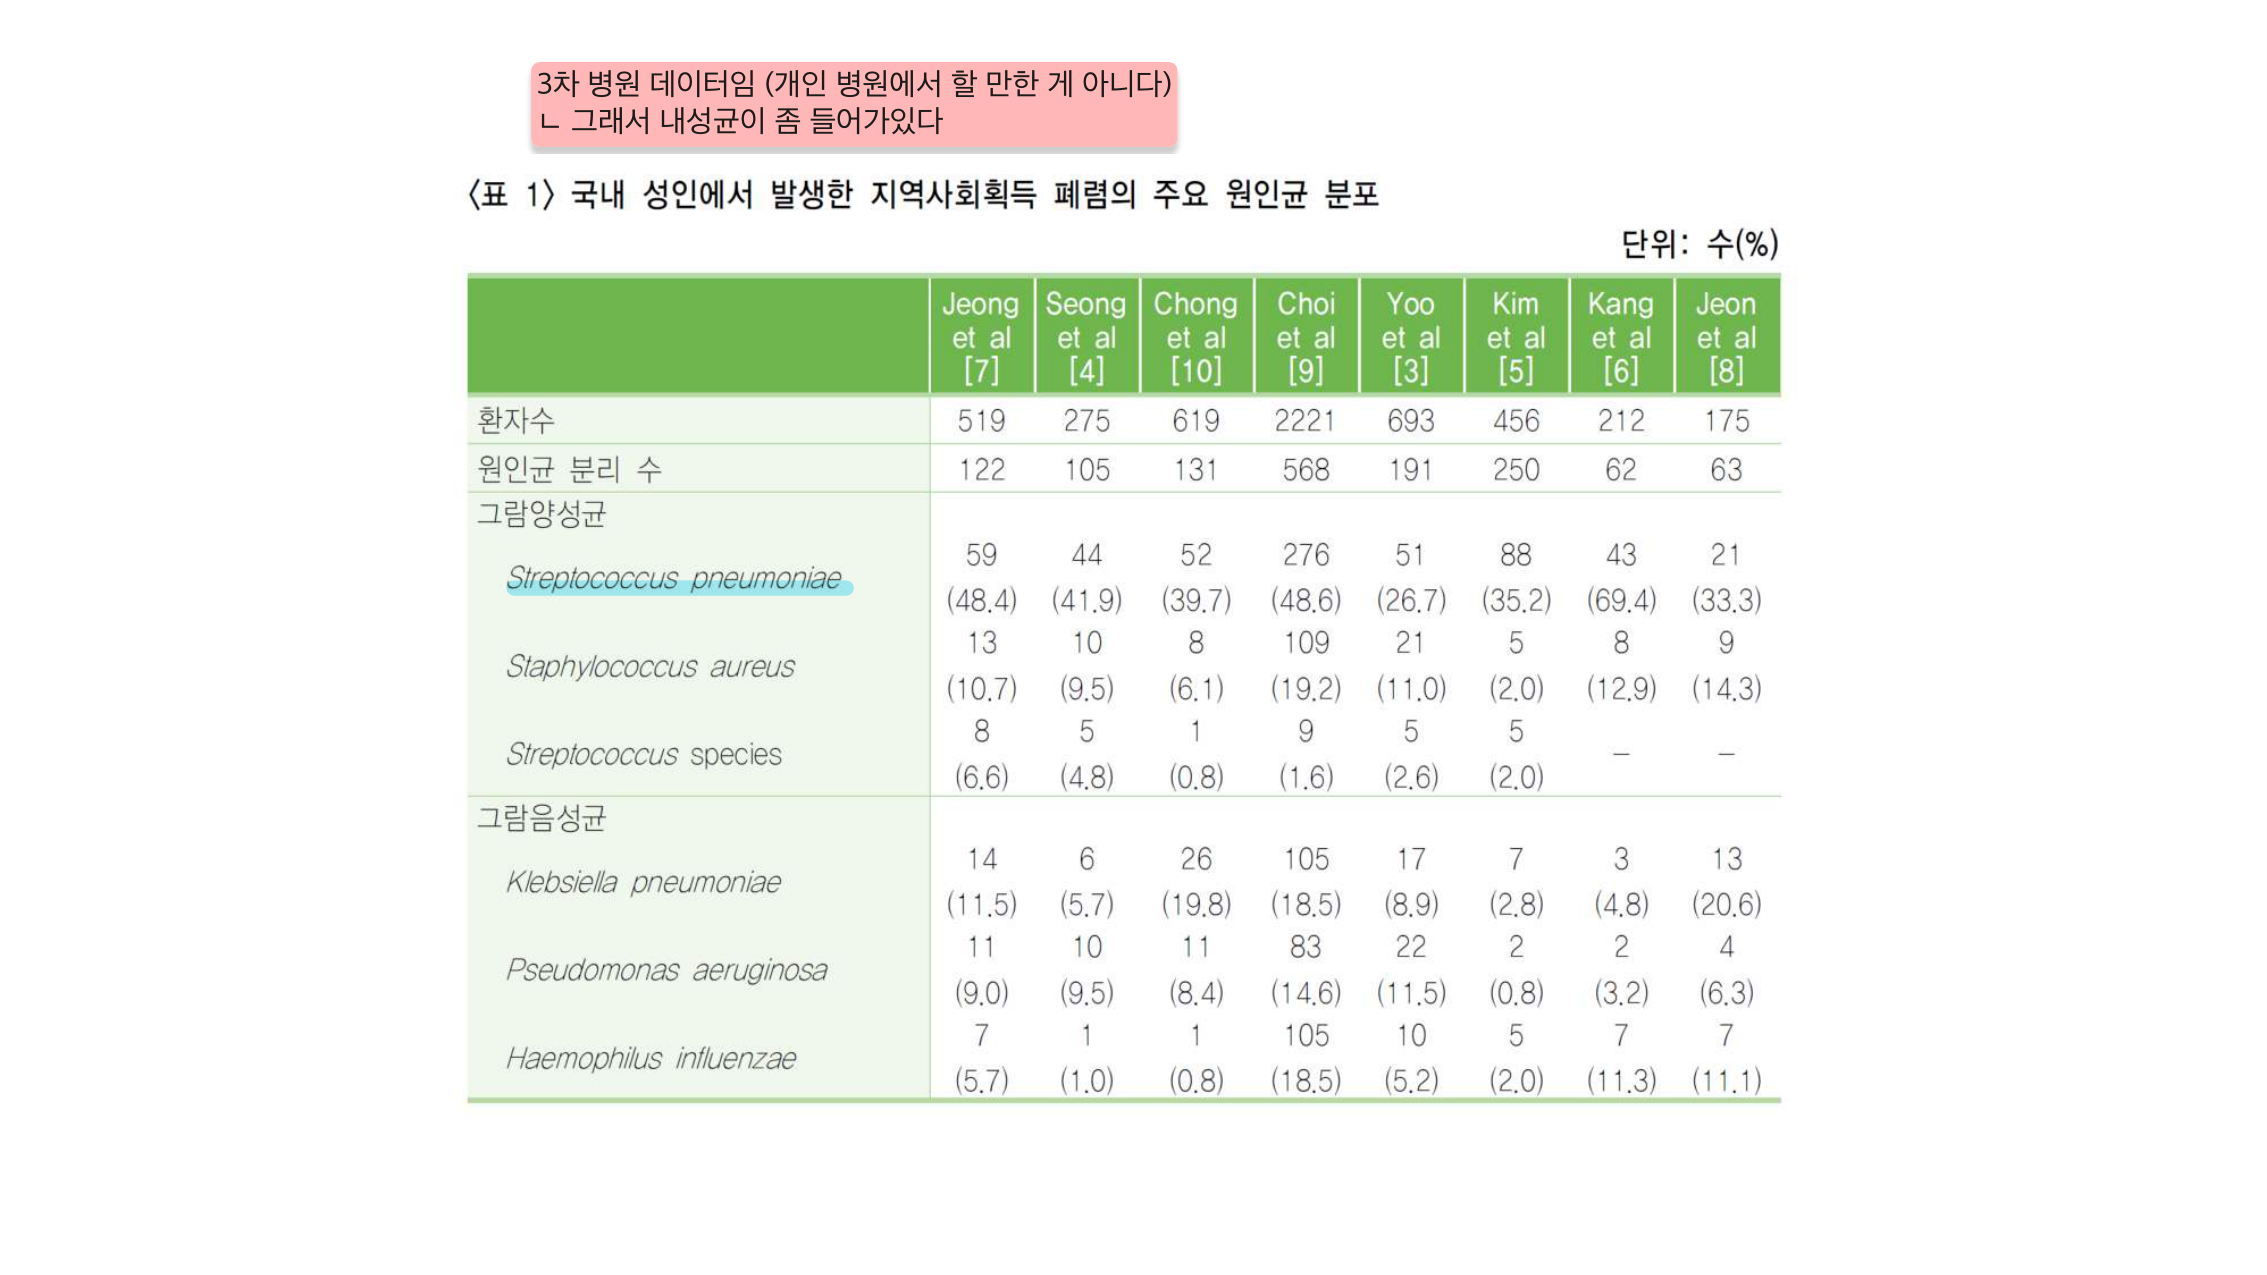 3차 병원 데이터임 (개인 병원에서 할 만한 게 아니다)
ㄴ 그래서 내성균이 좀 들어가있다
〈표 1〉 국내 성인에서 발생한 지역사회획득 폐렴의 주요 원인균 분포
단위: 수(%)
Jeong et al [7] Seong et al [4] Chong et al [10] Choi et al [9] Yoo et al [3] Kim et al [5] Kang et al [6] Jeon et al [8]
환자수 519 275 619 2221 693 456 212 175
원인균 분리 수 122 105 131 568 191 250 62 63
그람양성균
Streptococcus pneumoniae 59 44 52 276 51 88 43 21
(48.4) (41.9) (39.7) (48.6) (26.7) (35.2) (69.4) (33.3)
Staphylococcus aureus 13 10 8 109 21 5 8 9
(10.7) (9.5) (6.1) (19.2) (11.0) (2.0) (12.9) (14.3)
Streptococcus species 8 5 1 9 5 5 – –
(6.6) (4.8) (0.8) (1.6) (2.6) (2.0)
그람음성균
Klebsiella pneumoniae 14 6 26 105 17 7 3 13
(11.5) (5.7) (19.8) (18.5) (8.9) (2.8) (4.8) (20.6)
Pseudomonas aeruginosa 11 10 11 83 22 2 2 4
(9.0) (9.5) (8.4) (14.6) (11.5) (0.8) (3.2) (6.3)
Haemophilus influenzae 7 1 1 105 10 5 7 7
(5.7) (1.0) (0.8) (18.5) (5.2) (2.0) (11.3) (11.1)